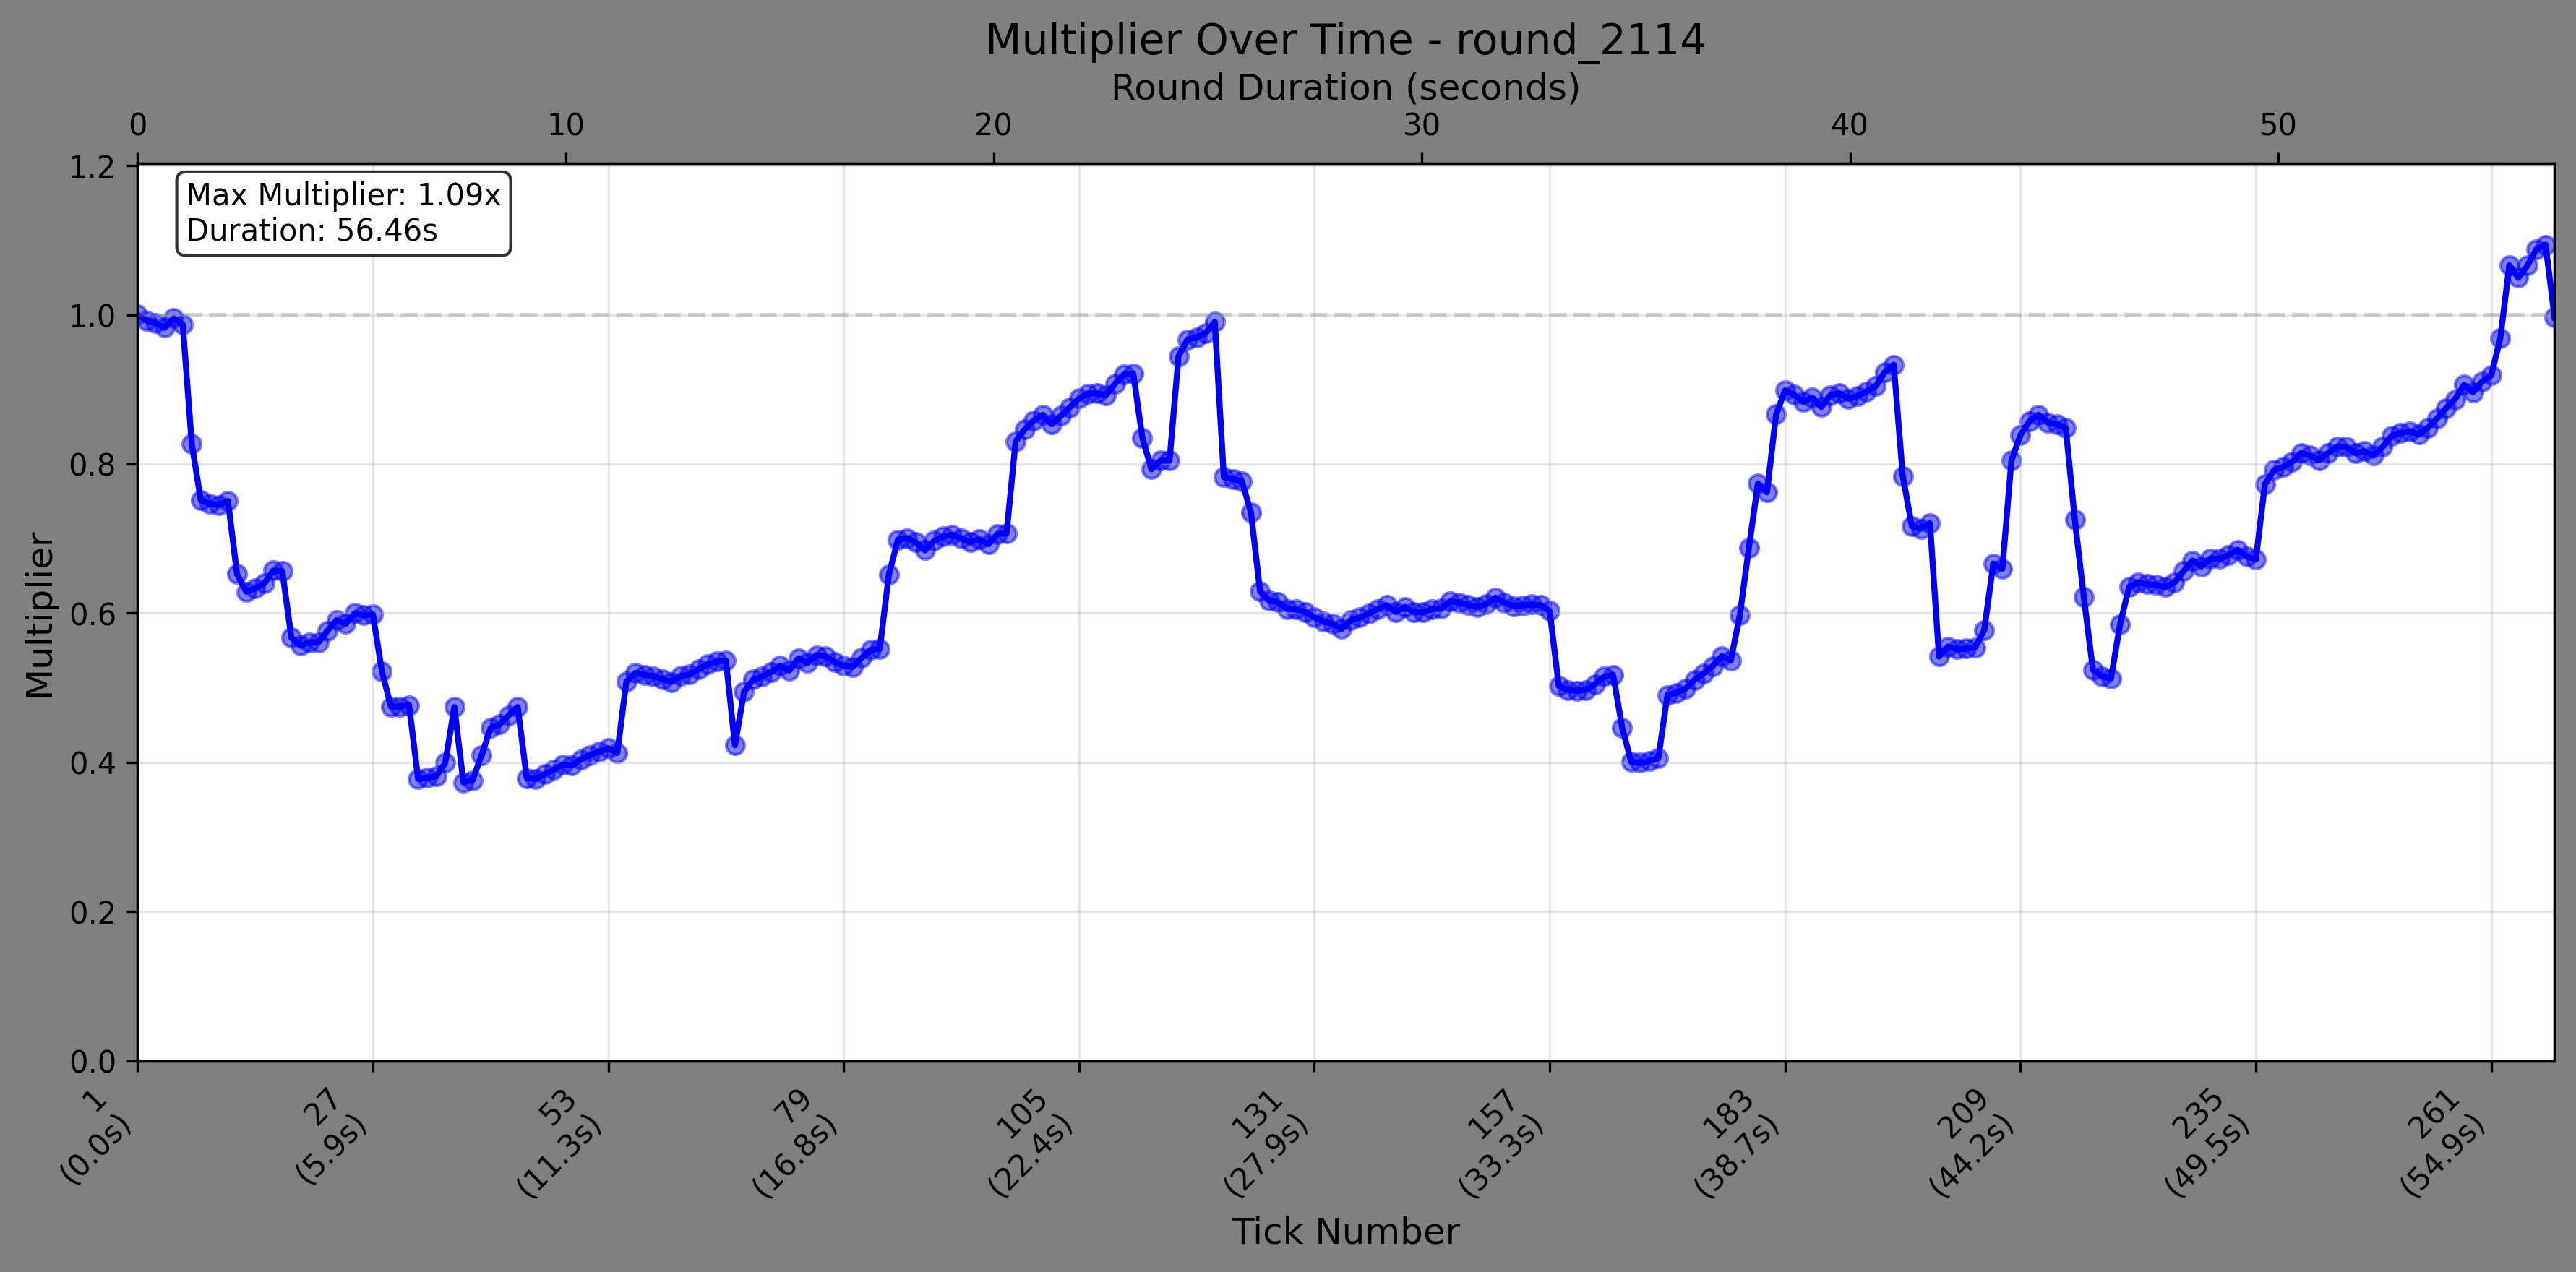 Multiplier Over Time - round_2114
Round Duration (seconds)
0 10 20 30 40 50
Max Multiplier: 1.09x
Duration: 56.46s
Multiplier
1.2
1.0
0.8
0.6
0.4
0.2
0.0
1
(0.0s)
27
(5.9s)
53
(11.3s)
79
(16.8s)
105
(22.4s)
131
(27.9s)
157
(33.3s)
183
(38.7s)
209
(44.2s)
235
(49.5s)
261
(54.9s)
Tick Number